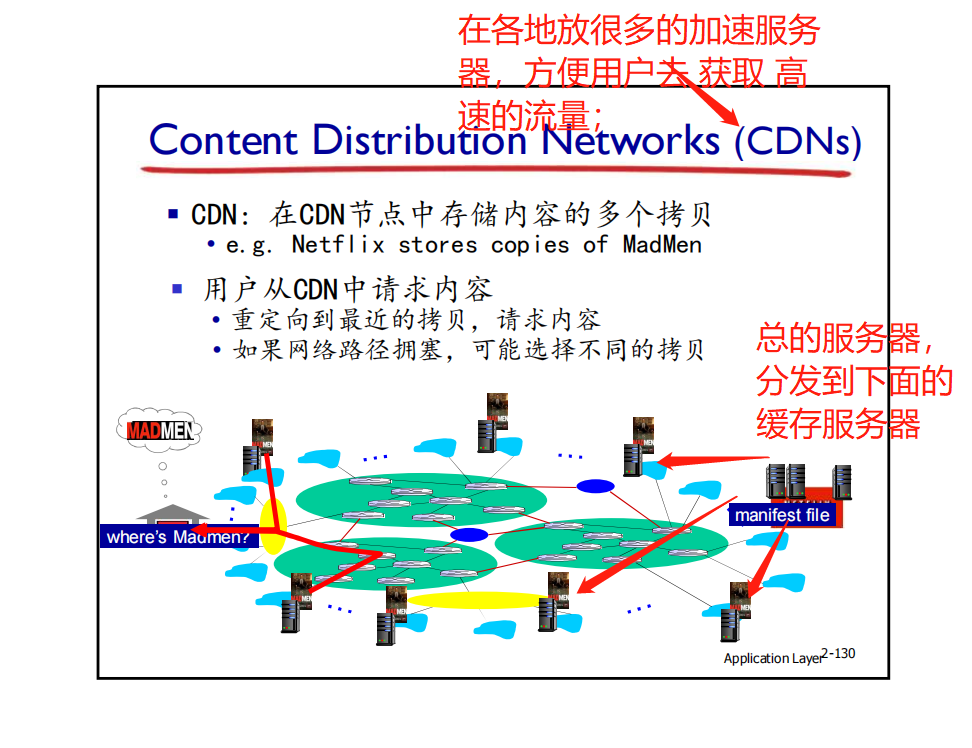 在各地放很多的加速服务
器，方便用户去 获取 高
速的流量；
Content Distribution Networks (CDNs)
CDN: 在CDN节点中存储内容的多个拷贝
e.g. Netflix stores copies of MadMen
用户从CDN中请求内容
重定向到最近的拷贝，请求内容
如果网络路径拥塞，可能选择不同的拷贝
总的服务器，
分发到下面的
缓存服务器
MADMEN
manifest file
where's Madmen?
Application Layer
2-130